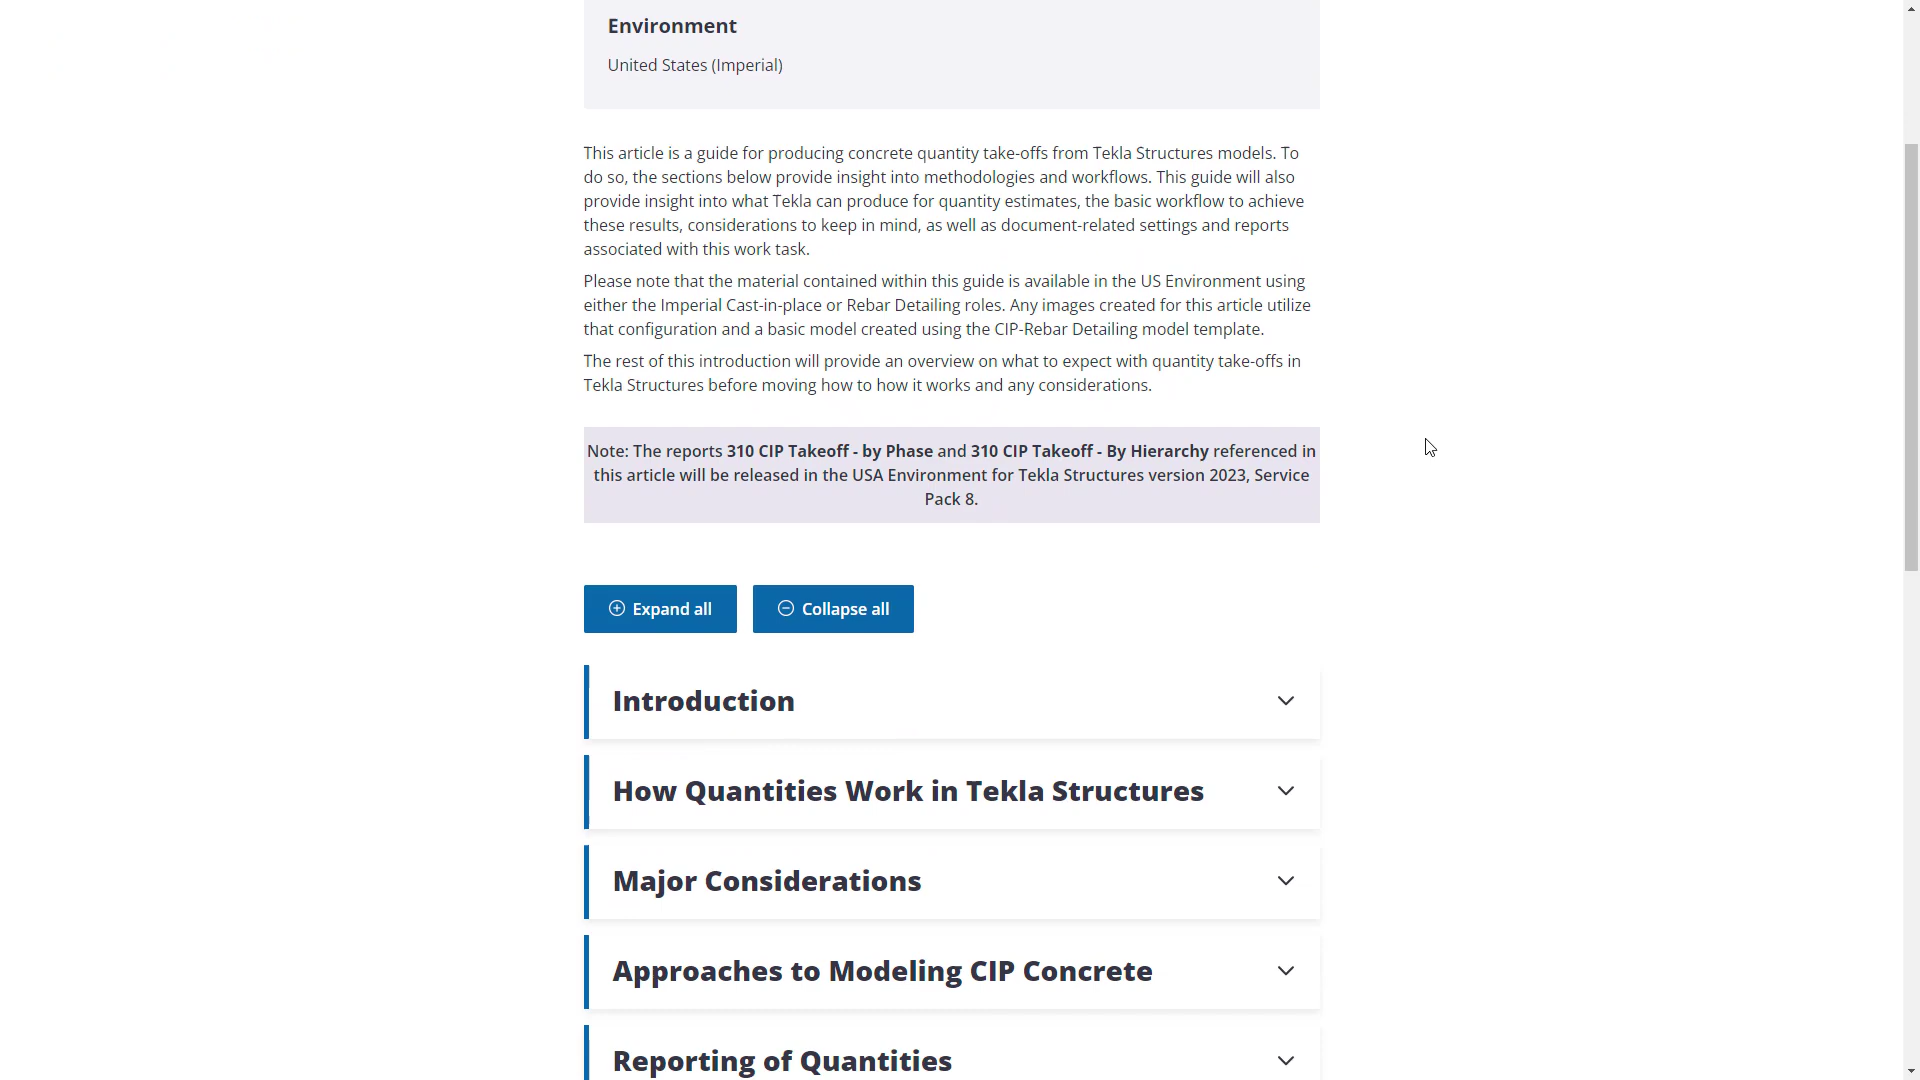 Environment
United States (Imperial)
This article is a guide for producing concrete quantity take-offs from Tekla Structures models. To
do so, the sections below provide insight into methodologies and workflows. This guide will also
provide insight into what Tekla can produce for quantity estimates, the basic workflow to achieve
these results, considerations to keep in mind, as well as document-related settings and reports
associated with this work task.
Please note that the material contained within this guide is available in the US Environment using
either the Imperial Cast-in-place or Rebar Detailing roles. Any images created for this article utilize
that configuration and a basic model created using the CIP-Rebar Detailing model template.
The rest of this introduction will provide an overview on what to expect with quantity take-offs in
Tekla Structures before moving how to how it works and any considerations.
Note: The reports 310 CIP Takeoff - by Phase and 310 CIP Takeoff - By Hierarchy referenced in
this article will be released in the USA Environment for Tekla Structures version 2023, Service
Pack 8.
Expand all Collapse all
Introduction
How Quantities Work in Tekla Structures
Major Considerations
Approaches to Modeling CIP Concrete
Reporting of Quantities